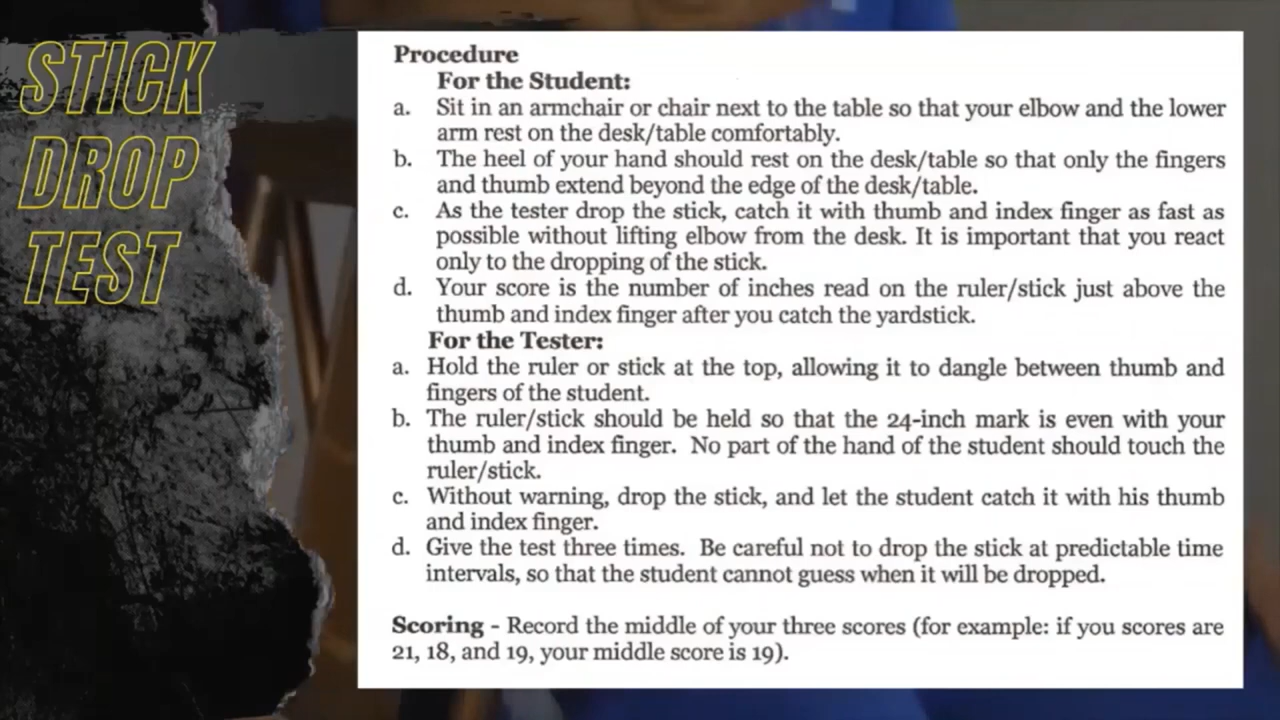 STICK
DROP
TEST
Procedure
For the Student:
a. Sit in an armchair or chair next to the table so that your elbow and the lower
arm rest on the desk/table comfortably.
b. The heel of your hand should rest on the desk/table so that only the fingers
and thumb extend beyond the edge of the desk/table.
c. As the tester drop the stick, catch it with thumb and index finger as fast as
possible without lifting elbow from the desk. It is important that you react
only to the dropping of the stick.
d. Your score is the number of inches read on the ruler/stick just above the
thumb and index finger after you catch the yardstick.
For the Tester:
a. Hold the ruler or stick at the top, allowing it to dangle between thumb and
fingers of the student.
b. The ruler/stick should be held so that the 24-inch mark is even with your
thumb and index finger. No part of the hand of the student should touch the
ruler/stick.
c. Without warning, drop the stick, and let the student catch it with his thumb
and index finger.
d. Give the test three times. Be careful not to drop the stick at predictable time
intervals, so that the student cannot guess when it will be dropped.
Scoring - Record the middle of your three scores (for example: if you scores are
21, 18, and 19, your middle score is 19).